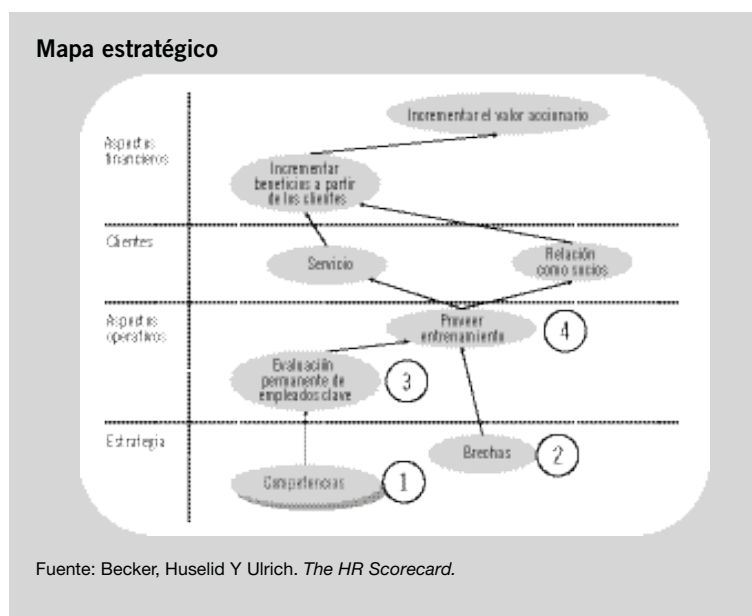 Mapa estratégico
Incrementar el valor accionario
Aspectos
financieros
Incrementar
beneficios a partir
de los clientes
Clientes
Servicio
Relación
como socios
Aspectos
operativos
Proveer
entrenamiento
4
Evaluación
permanente de
empleados clave
3
Estrategia
Brechas
2
Competencias
1
Fuente: Becker, Huselid Y Ulrich. The HR Scorecard.